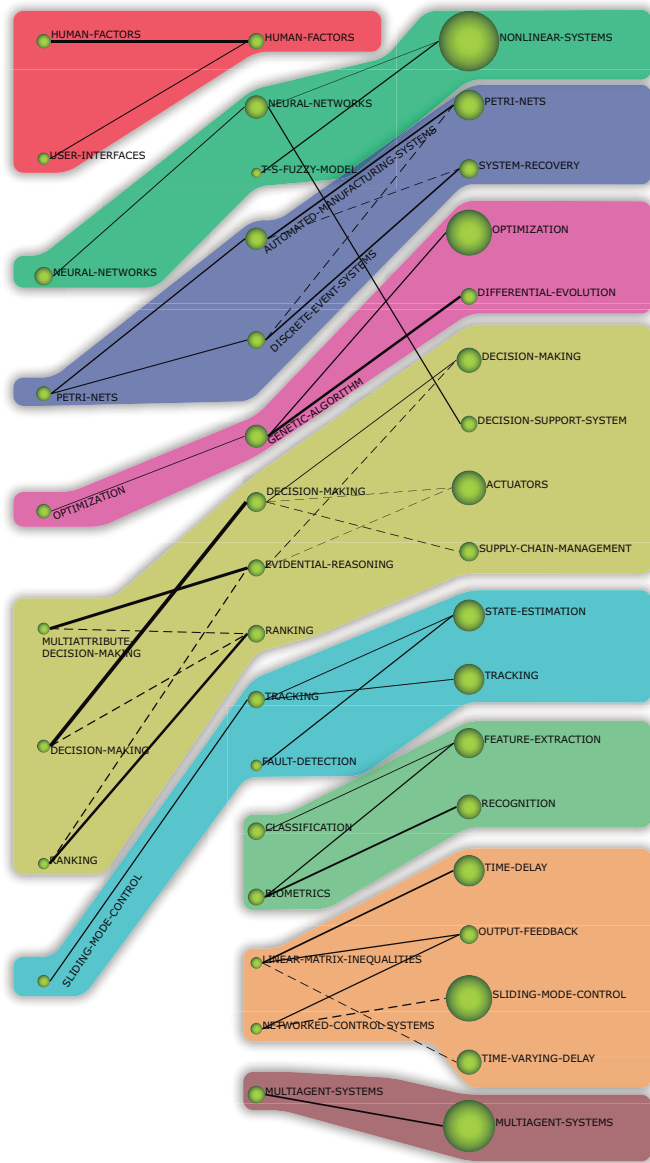 HUMAN-FACTORS
HUMAN-FACTORS
NONLINEAR-SYSTEMS
NEURAL-NETWORKS
PETRI-NETS
USER-INTERFACES
T-S-FUZZY-MODEL
SYSTEM-RECOVERY
AUTOMATED-MANUFACTURING-SYSTEMS
OPTIMIZATION
NEURAL-NETWORKS
DISCRETE-EVENT-SYSTEMS
DIFFERENTIAL-EVOLUTION
DECISION-MAKING
PETRI-NETS
GENETIC-ALGORITHM
DECISION-SUPPORT-SYSTEM
OPTIMIZATION
DECISION-MAKING
ACTUATORS
SUPPLY-CHAIN-MANAGEMENT
EVIDENTIAL-REASONING
STATE-ESTIMATION
RANKING
MULTIATTRIBUTE-
DECISION-MAKING
TRACKING
TRACKING
FEATURE-EXTRACTION
DECISION-MAKING
FAULT-DETECTION
RECOGNITION
CLASSIFICATION
RANKING
TIME-DELAY
BIOMETRICS
SLIDING-MODE-CONTROL
OUTPUT-FEEDBACK
LINEAR-MATRIX-INEQUALITIES
SLIDING-MODE-CONTROL
NETWORKED-CONTROL-SYSTEMS
TIME-VARYING-DELAY
MULTIAGENT-SYSTEMS
MULTIAGENT-SYSTEMS